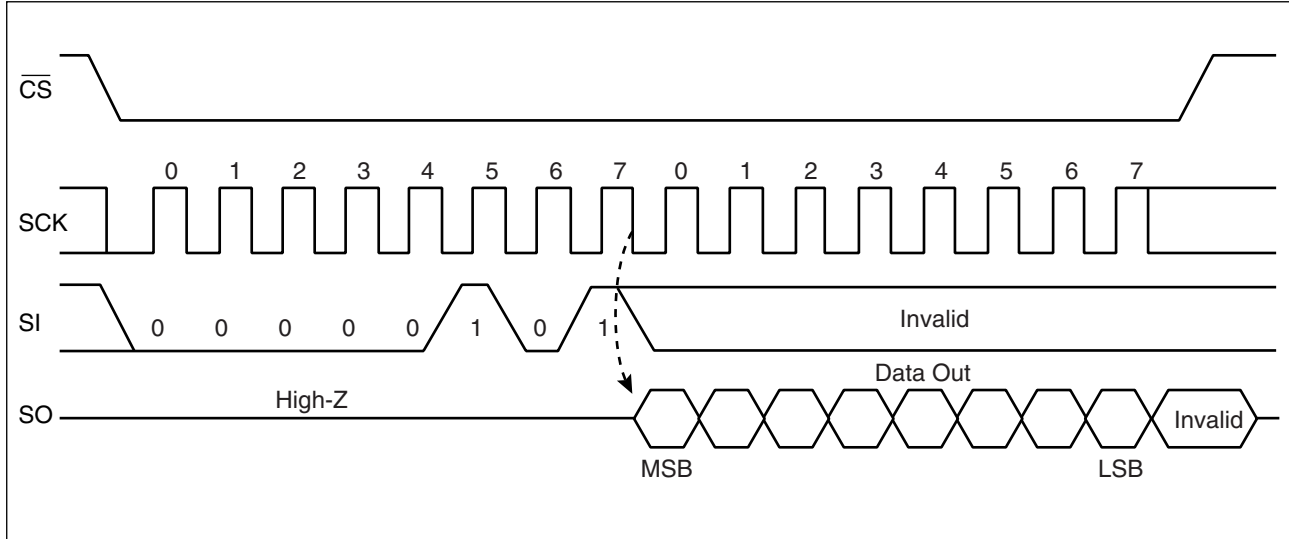 CS
0 1 2 3 4 5 6 7 0 1 2 3 4 5 6 7
SCK
SI
0 0 0 0 0 1 0 1
Invalid
Data Out
High-Z
SO
Invalid
MSB
LSB